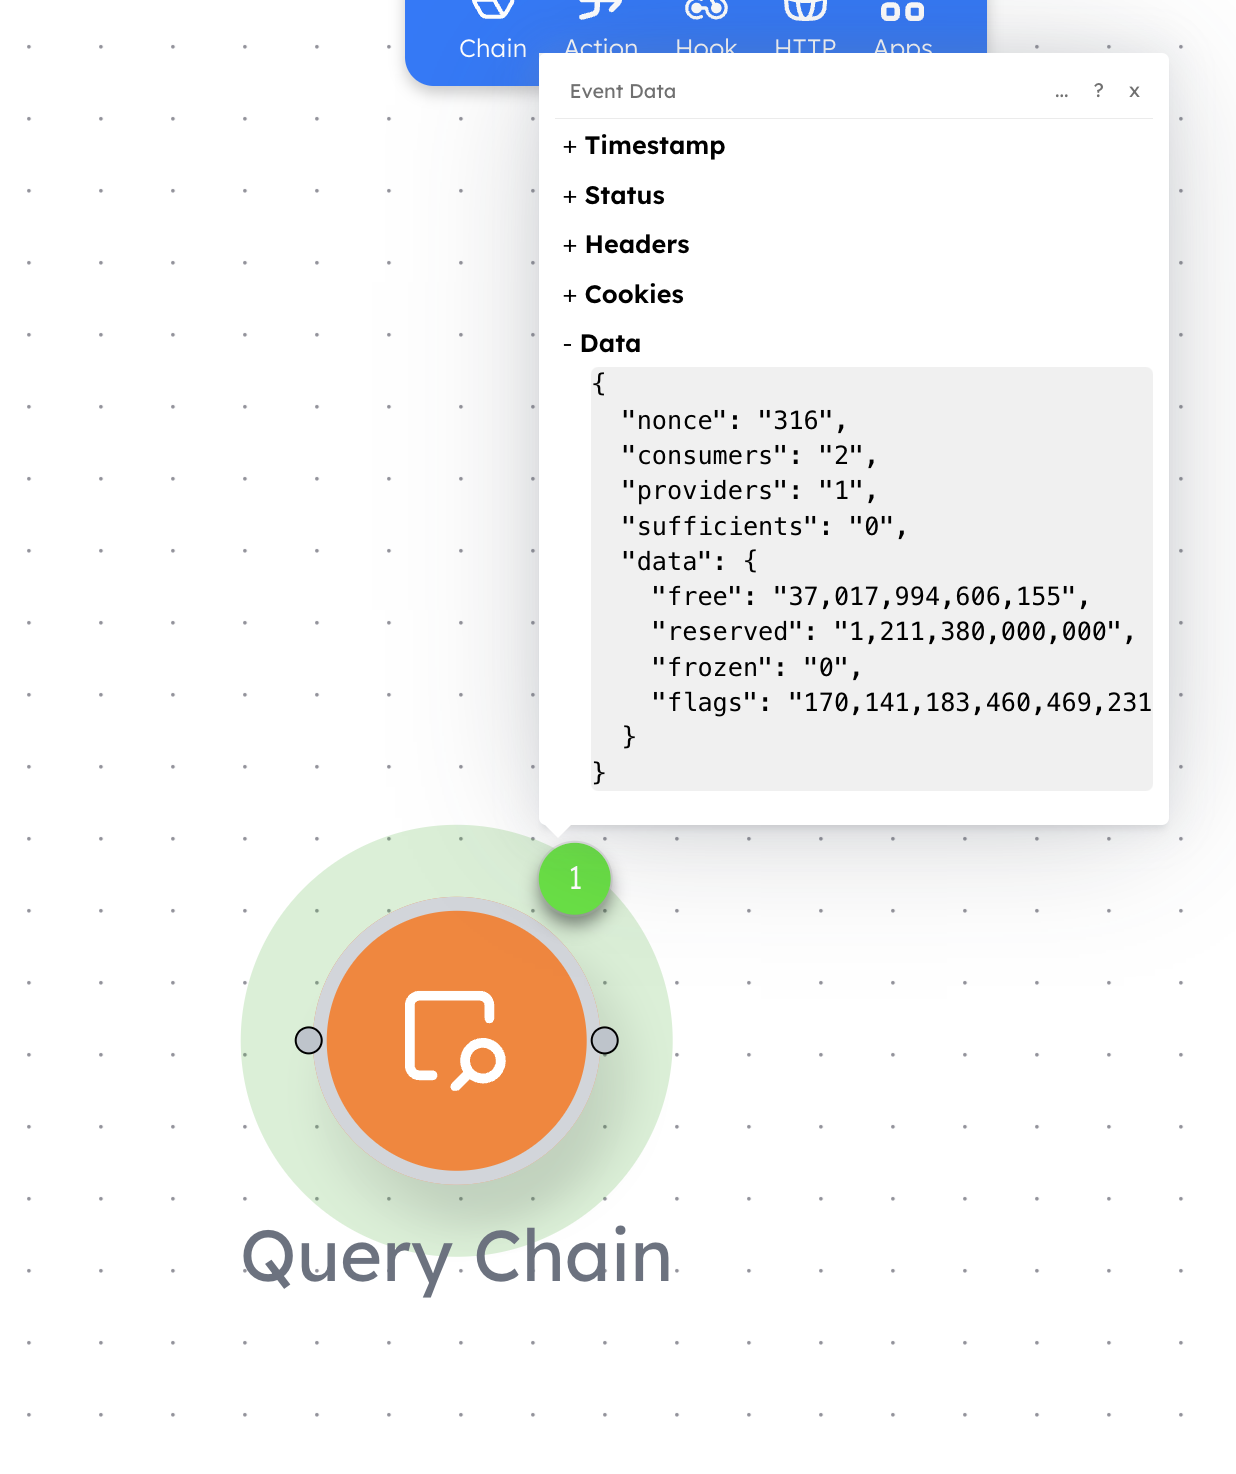 Chain Action Hook HTTP Apps
Event Data ... ? x
+ Timestamp
+ Status
+ Headers
+ Cookies
- Data
{
  "nonce": "316",
  "consumers": "2",
  "providers": "1",
  "sufficients": "0",
  "data": {
    "free": "37,017,994,606,155",
    "reserved": "1,211,380,000,000",
    "frozen": "0",
    "flags": "170,141,183,460,469,231
  }
}
1
Query Chain